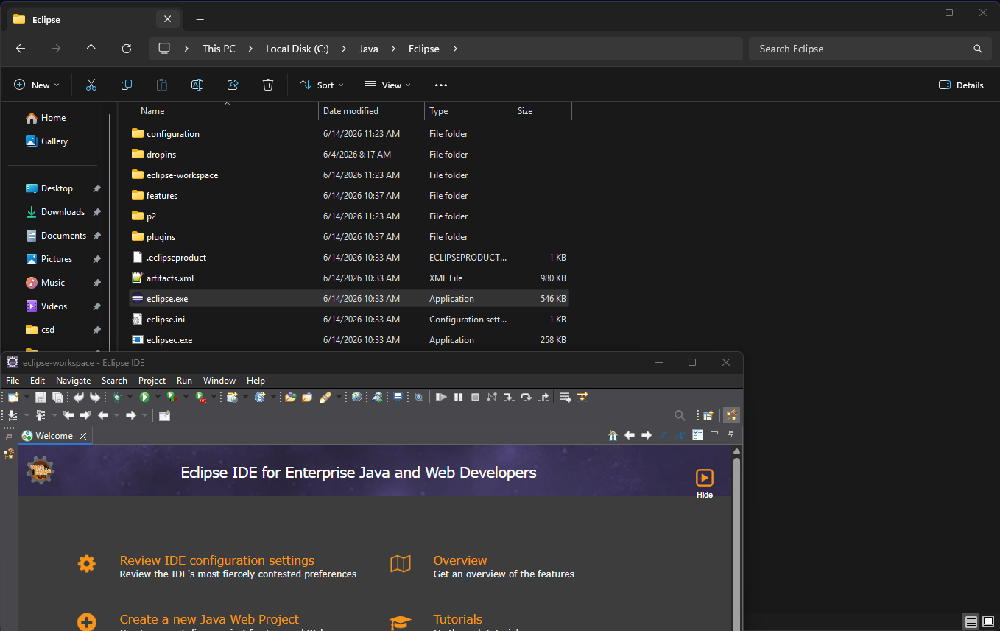 Eclipse
This PC Local Disk (C:) Java Eclipse
Search Eclipse
New
Sort
View
Details
Home
Gallery
Desktop
Downloads
Documents
Pictures
Music
Videos
csd
Name Date modified Type Size
configuration 6/14/2026 11:23 AM File folder
dropins 6/4/2026 8:17 AM File folder
eclipse-workspace 6/14/2026 11:23 AM File folder
features 6/14/2026 10:37 AM File folder
p2 6/14/2026 11:23 AM File folder
plugins 6/14/2026 10:37 AM File folder
.eclipseproduct 6/14/2026 10:33 AM ECLIPSEPRODUCT... 1 KB
artifacts.xml 6/14/2026 10:33 AM XML File 980 KB
eclipse.exe 6/14/2026 10:33 AM Application 546 KB
eclipse.ini 6/14/2026 10:33 AM Configuration sett... 1 KB
eclipsec.exe 6/14/2026 10:33 AM Application 258 KB
eclipse-workspace - Eclipse IDE
File Edit Navigate Search Project Run Window Help
Welcome
Eclipse IDE for Enterprise Java and Web Developers
Hide
Review IDE configuration settings
Review the IDE's most fiercely contested preferences
Overview
Get an overview of the features
Create a new Java Web Project
Tutorials